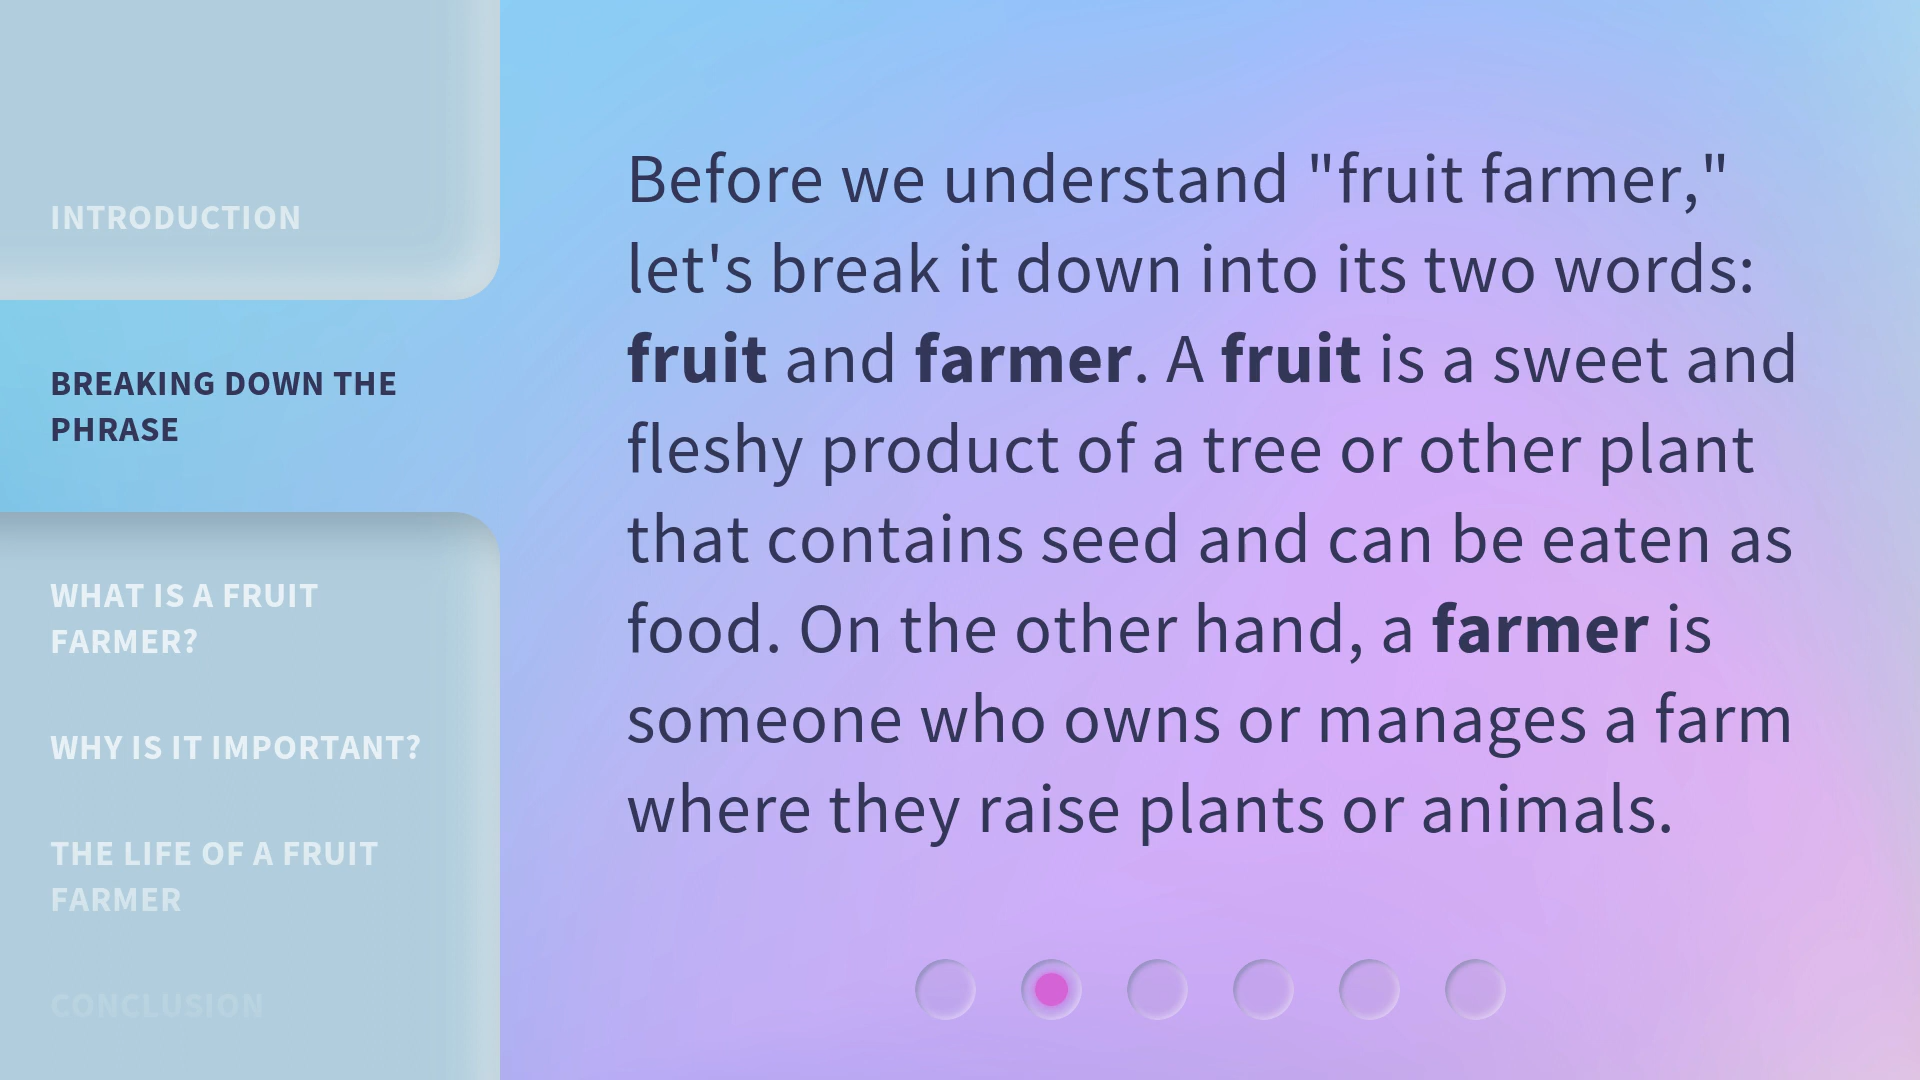 INTRODUCTION
BREAKING DOWN THE
PHRASE
WHAT IS A FRUIT
FARMER?
WHY IS IT IMPORTANT?
THE LIFE OF A FRUIT
FARMER
CONCLUSION
Before we understand "fruit farmer,"
let's break it down into its two words:
fruit and farmer. A fruit is a sweet and
fleshy product of a tree or other plant
that contains seed and can be eaten as
food. On the other hand, a farmer is
someone who owns or manages a farm
where they raise plants or animals.